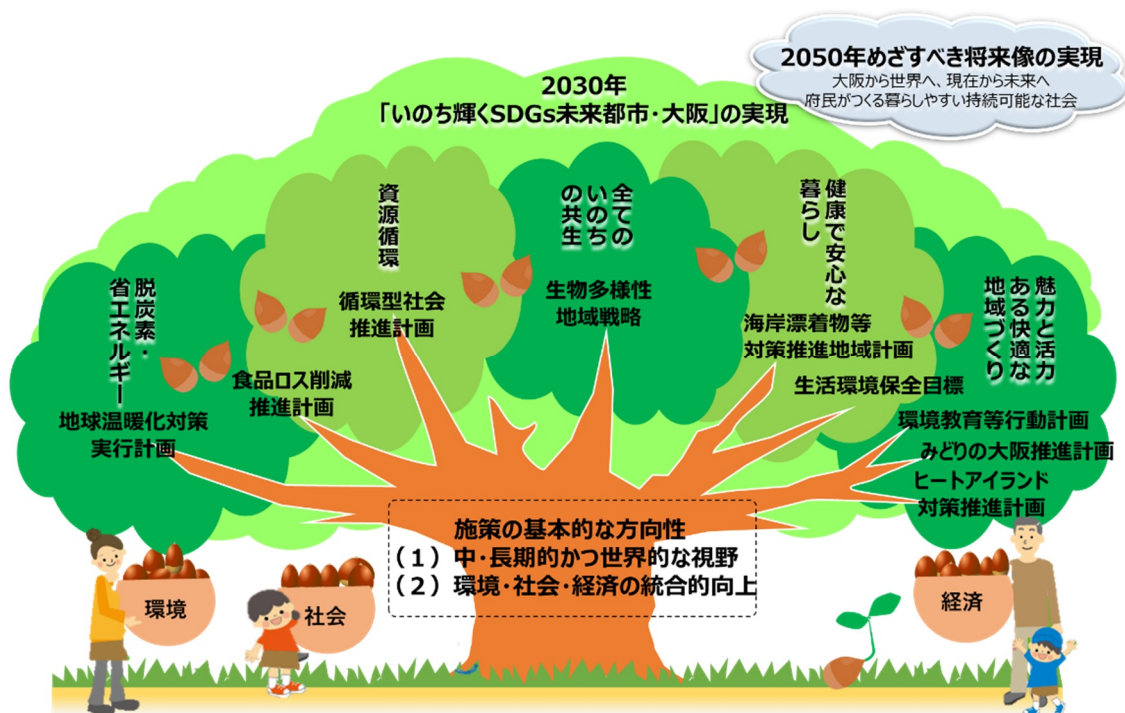 2050年めざすべき将来像の実現
大阪から世界へ、現在から未来へ
府民がつくる暮らしやすい持続可能な社会
2030年
「いのち輝くSDGs未来都市・大阪」の実現
脱炭素・
省エネルギー
地球温暖化対策
実行計画
資源循環
循環型社会
推進計画
食品ロス削減
推進計画
全ての
いのち
の共生
生物多様性
地域戦略
健康で安心な
暮らし
海岸漂着物等
対策推進地域計画
生活環境保全目標
魅力と活力
ある快適な
地域づくり
環境教育等行動計画
みどりの大阪推進計画
ヒートアイランド
対策推進計画
施策の基本的な方向性
（１）中・長期的かつ世界的な視野
（２）環境・社会・経済の統合的向上
環境
社会
経済